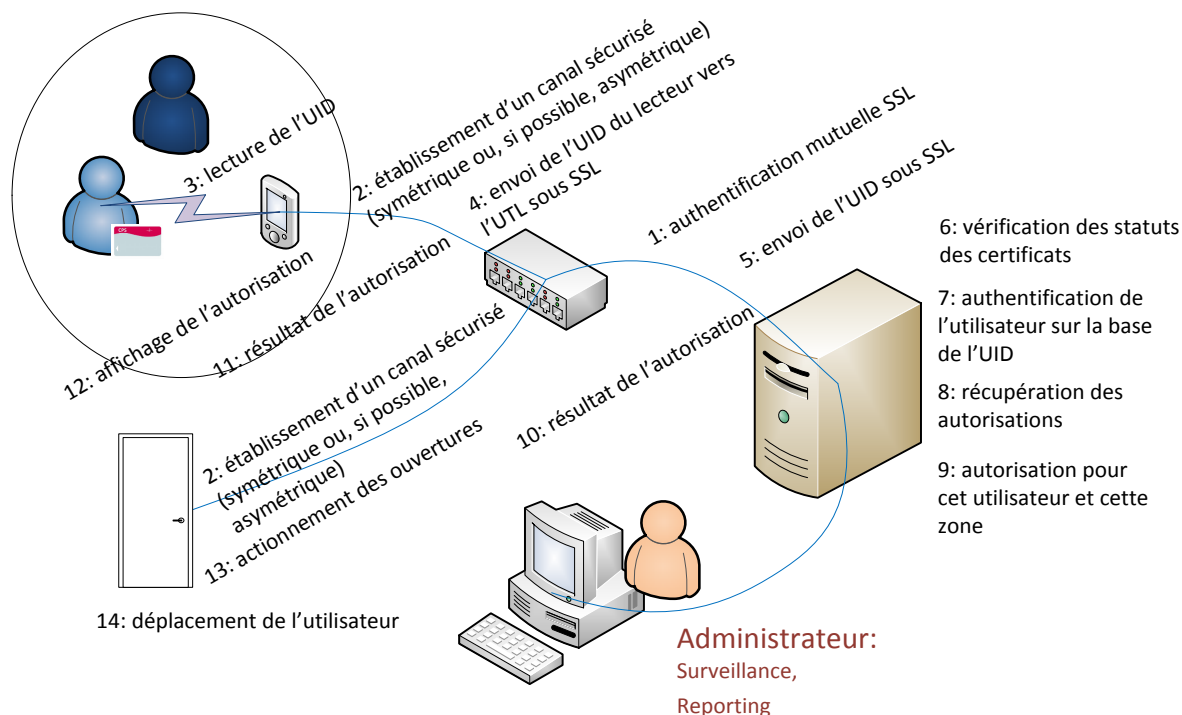 2: établissement d'un canal sécurisé
(symétrique ou, si possible, asymétrique)
3: lecture de l'UID
4: envoi de l'UID du lecteur vers
l'UTL sous SSL
1: authentification mutuelle SSL
5: envoi de l'UID sous SSL
CPS
12: affichage de l'autorisation
11: résultat de l'autorisation
6: vérification des statuts
des certificats
7: authentification de
l'utilisateur sur la base
de l'UID
8: récupération des
autorisations
9: autorisation pour
cet utilisateur et cette
zone
10: résultat de l'autorisation
2: établissement d'un canal sécurisé
(symétrique ou, si possible,
asymétrique)
13: actionnement des ouvertures
14: déplacement de l'utilisateur
Administrateur:
Surveillance,
Reporting